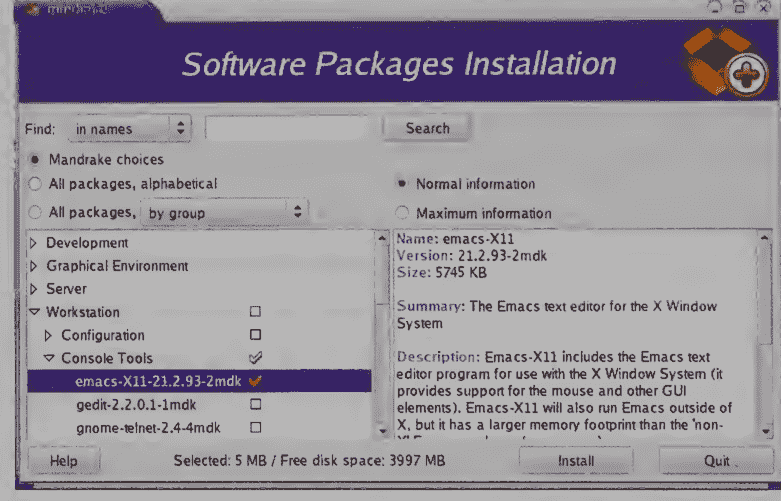 Software Packages Installation
Find: in names Search
Mandrake choices
All packages, alphabetical
Normal information
All packages, by group
Maximum information
Development
Graphical Environment
Server
Workstation
Configuration
Console Tools
emacs-X11-21.2.93-2mdk
gedit-2.2.0.1-1mdk
gnome-telnet-2.4-4mdk
Name: emacs-X11
Version: 21.2.93-2mdk
Size: 5745 KB
Summary: The Emacs text editor for the X Window
System
Description: Emacs-X11 includes the Emacs text
editor program for use with the X Window System (it
provides support for the mouse and other GUI
elements). Emacs-X11 will also run Emacs outside of
X, but it has a larger memory footprint than the 'non-
Help Selected: 5 MB / Free disk space: 3997 MB Install Quit